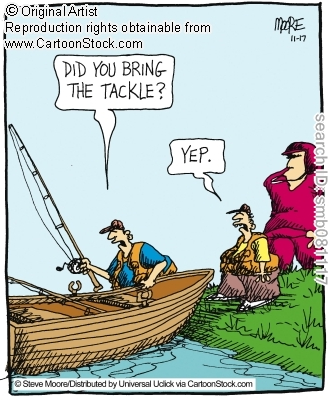 © Original Artist
Reproduction rights obtainable from
www.CartoonStock.com
MOORE
11-17
DID YOU BRING
THE TACKLE?
YEP.
search ID: smo081117
© Steve Moore/Distributed by Universal Uclick via CartoonStock.com